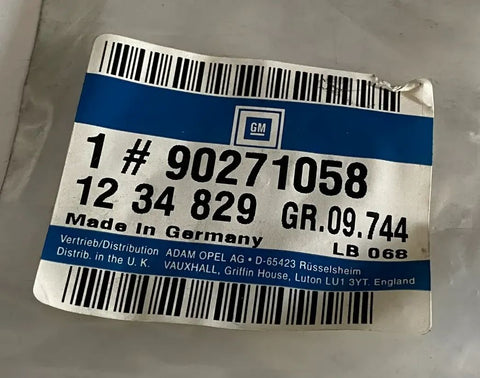 GM
1 # 90271058
12 34 829 GR.09.744
Made In Germany LB 068
Vertrieb/Distribution ADAM OPEL AG • D-65423 Rüsselsheim
Distrib. in the U. K. VAUXHALL, Griffin House, Luton LU1 3YT. England